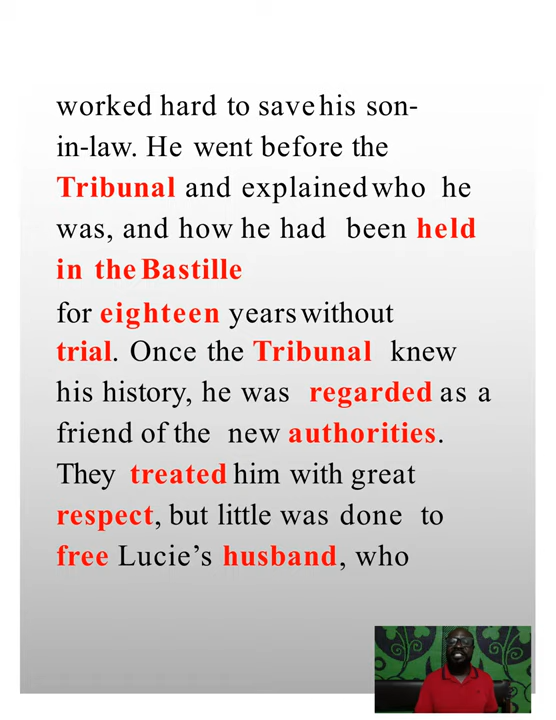 worked hard to save his son-
in-law. He went before the
Tribunal and explained who he
was, and how he had been held
in the Bastille
for eighteen years without
trial. Once the Tribunal knew
his history, he was regarded as a
friend of the new authorities.
They treated him with great
respect, but little was done to
free Lucie’s husband, who